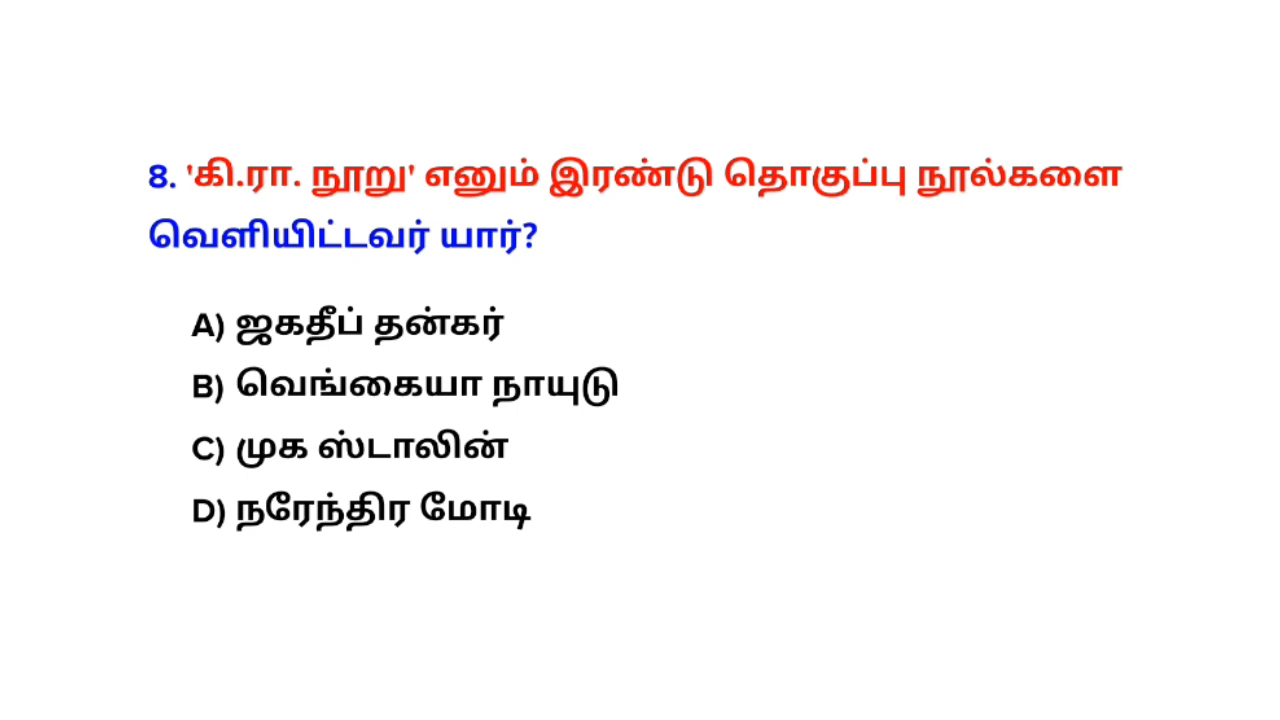 8. 'கி.ரா. நூறு' எனும் இரண்டு தொகுப்பு நூல்களை
வெளியிட்டவர் யார்?
A) ஜகதீப் தன்கர்
B) வெங்கையா நாயுடு
C) முக ஸ்டாலின்
D) நரேந்திர மோடி